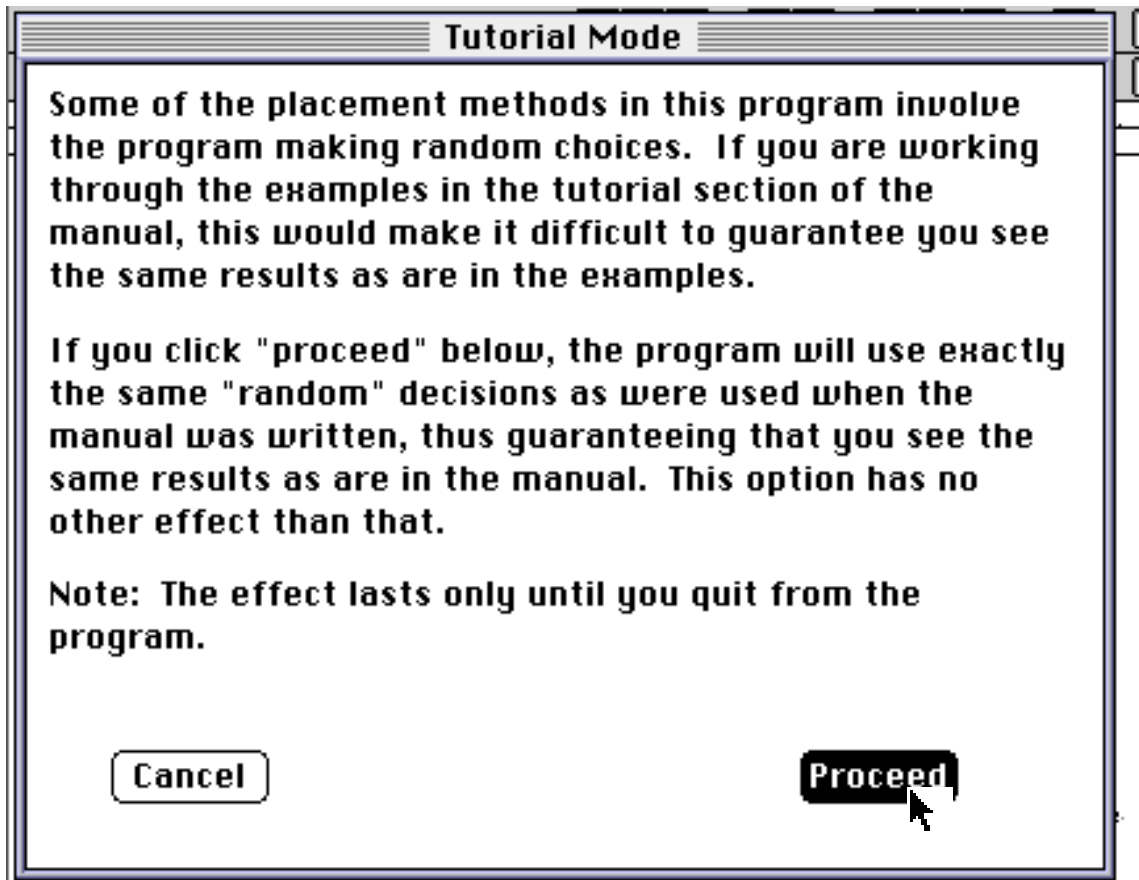 Tutorial Mode
Some of the placement methods in this program involve
the program making random choices.  If you are working
through the examples in the tutorial section of the
manual, this would make it difficult to guarantee you see
the same results as are in the examples.
If you click "proceed" below, the program will use exactly
the same "random" decisions as were used when the
manual was written, thus guaranteeing that you see the
same results as are in the manual.  This option has no
other effect than that.
Note:  The effect lasts only until you quit from the
program.
Cancel
Proceed